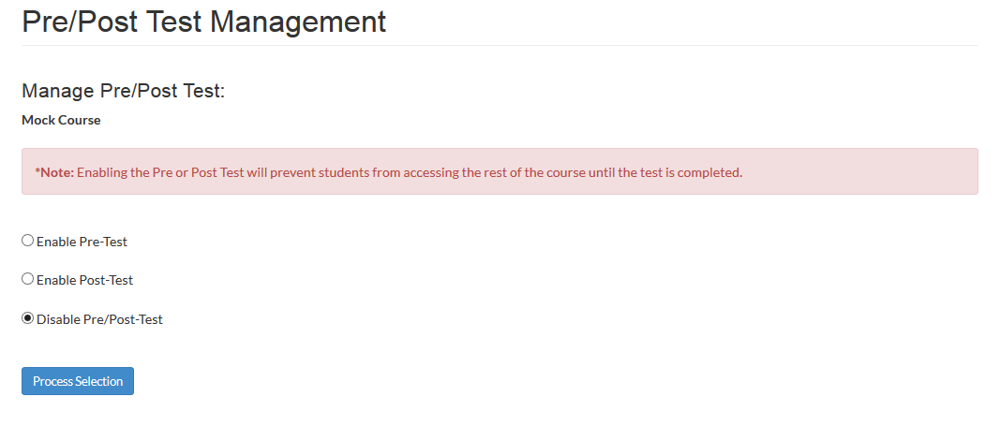 Pre/Post Test Management
Manage Pre/Post Test:
Mock Course
*Note: Enabling the Pre or Post Test will prevent students from accessing the rest of the course until the test is completed.
Enable Pre-Test
Enable Post-Test
Disable Pre/Post-Test
Process Selection